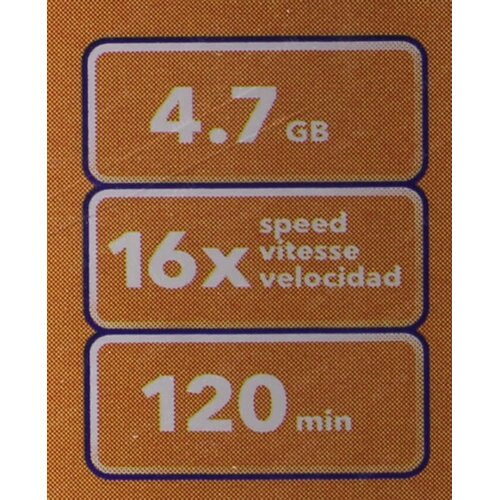 4.7 GB
16x speed
vitesse
velocidad
120 min